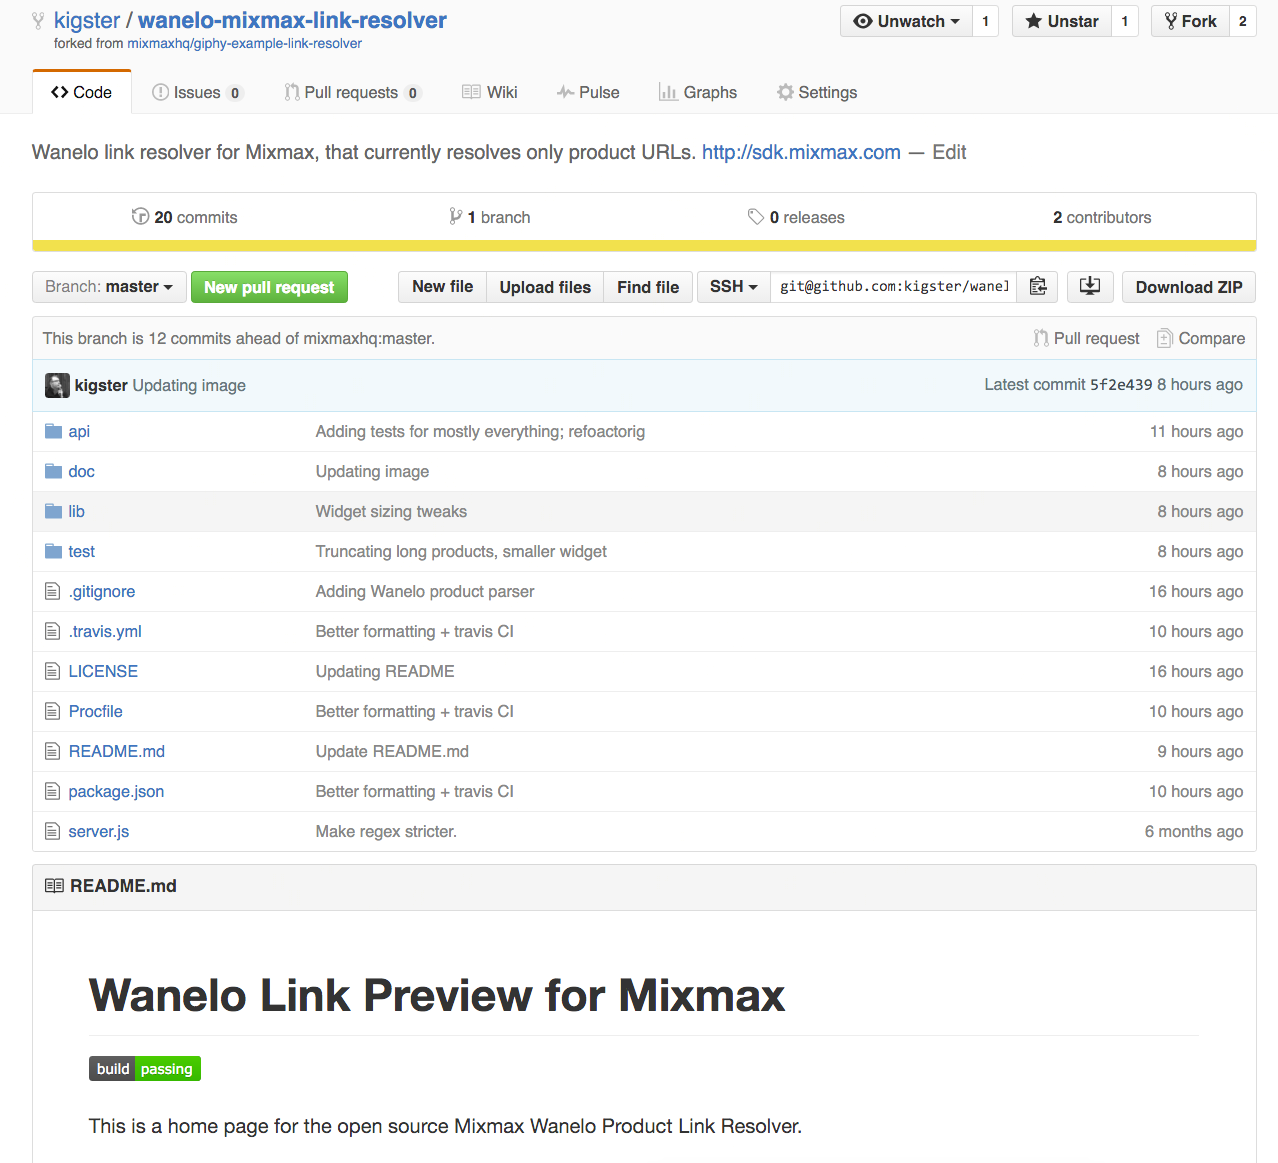 kigster / wanelo-mixmax-link-resolver
forked from mixmaxhq/giphy-example-link-resolver
Unwatch 1 Unstar 1 Fork 2
Code Issues 0 Pull requests 0 Wiki Pulse Graphs Settings
Wanelo link resolver for Mixmax, that currently resolves only product URLs. http://sdk.mixmax.com — Edit
20 commits 1 branch 0 releases 2 contributors
Branch: master New pull request New file Upload files Find file SSH git@github.com:kigster/wanel Download ZIP
This branch is 12 commits ahead of mixmaxhq:master. Pull request Compare
kigster Updating image Latest commit 5f2e439 8 hours ago
api Adding tests for mostly everything; refoactorig 11 hours ago
doc Updating image 8 hours ago
lib Widget sizing tweaks 8 hours ago
test Truncating long products, smaller widget 8 hours ago
.gitignore Adding Wanelo product parser 16 hours ago
.travis.yml Better formatting + travis CI 10 hours ago
LICENSE Updating README 16 hours ago
Procfile Better formatting + travis CI 10 hours ago
README.md Update README.md 9 hours ago
package.json Better formatting + travis CI 10 hours ago
server.js Make regex stricter. 6 months ago
README.md
Wanelo Link Preview for Mixmax
build passing
This is a home page for the open source Mixmax Wanelo Product Link Resolver.